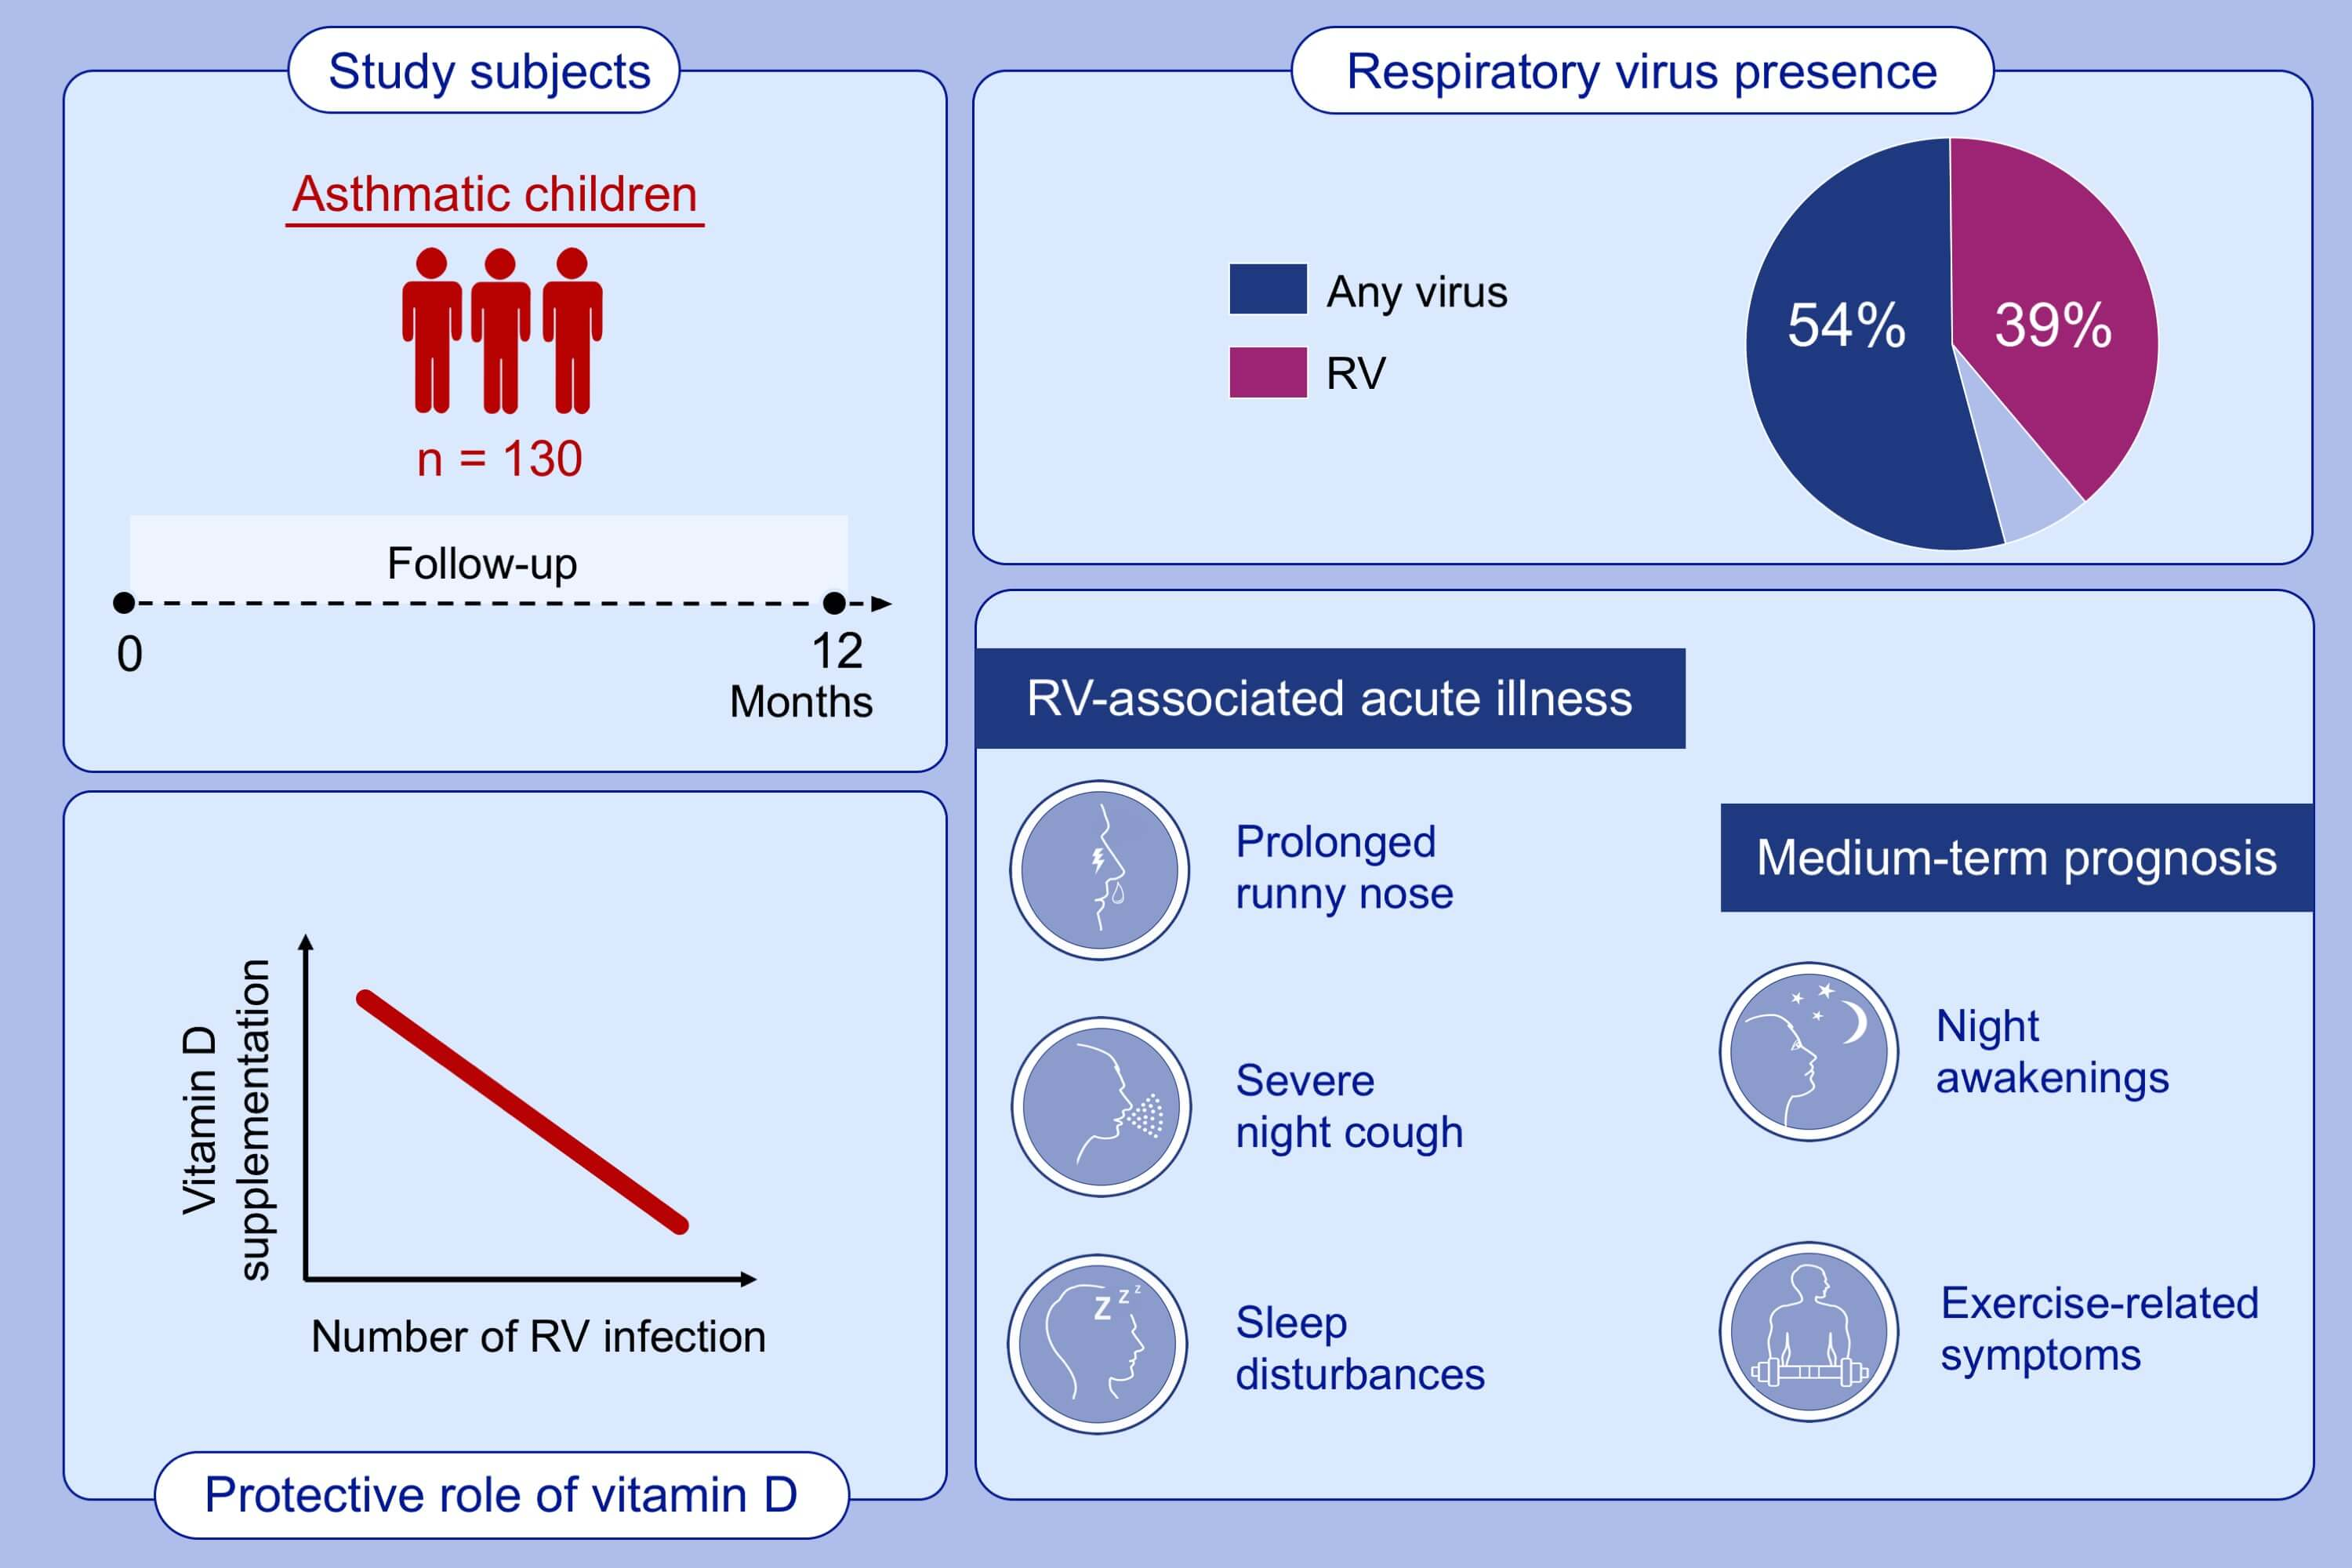 Study subjects
Asthmatic children
n = 130
Follow-up
0
12
Months
Respiratory virus presence
Any virus
RV
54%
39%
RV-associated acute illness
Prolonged
runny nose
Severe
night cough
z z z
Sleep
disturbances
Medium-term prognosis
Night
awakenings
Exercise-related
symptoms
Vitamin D
supplementation
Number of RV infection
Protective role of vitamin D